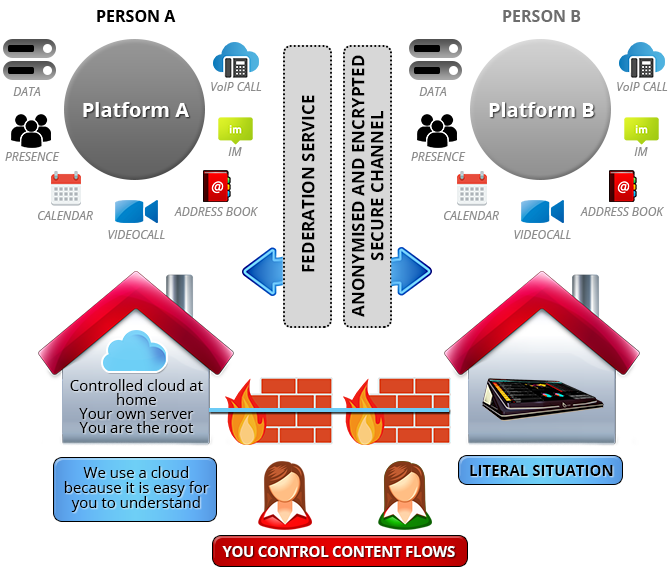 PERSON A
PERSON B
Platform A
DATA
VoIP CALL
PRESENCE
im
IM
CALENDAR
@
ADDRESS BOOK
VIDEOCALL
FEDERATION SERVICE
ANONYMISED AND ENCRYPTED
SECURE CHANNEL
Platform B
DATA
VoIP CALL
PRESENCE
im
IM
CALENDAR
@
ADDRESS BOOK
VIDEOCALL
Controlled cloud at
home
Your own server
You are the root
We use a cloud
because it is easy for
you to understand
LITERAL SITUATION
YOU CONTROL CONTENT FLOWS